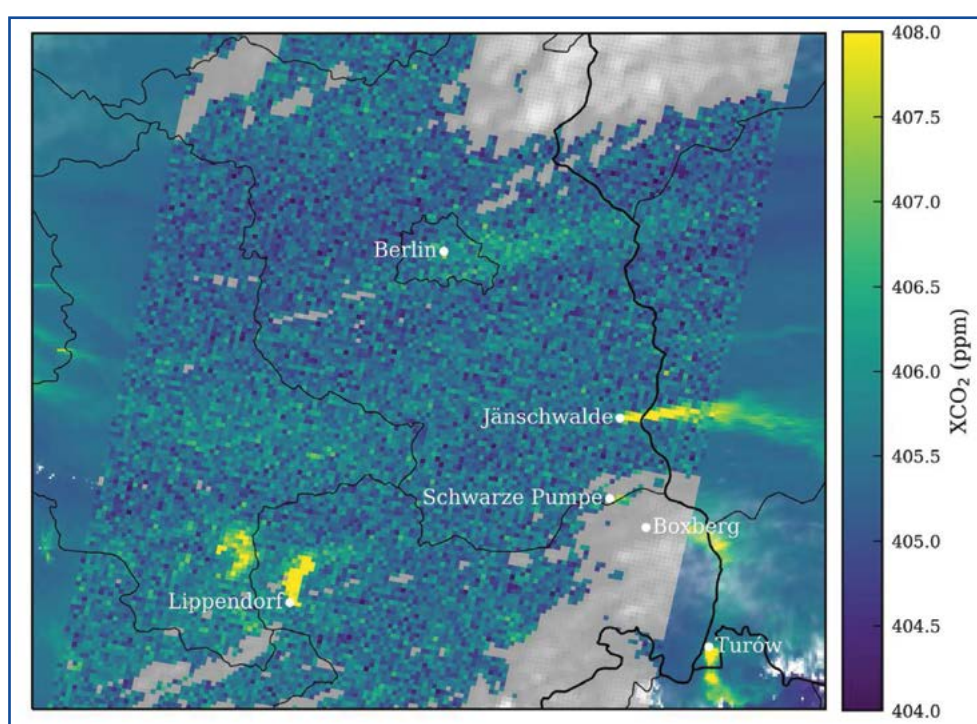 Berlin
Jänschwalde
Schwarze Pumpe
Boxberg
Lippendorf
Turów
408.0
407.5
407.0
406.5
406.0
405.5
405.0
404.5
404.0
XCO₂ (ppm)